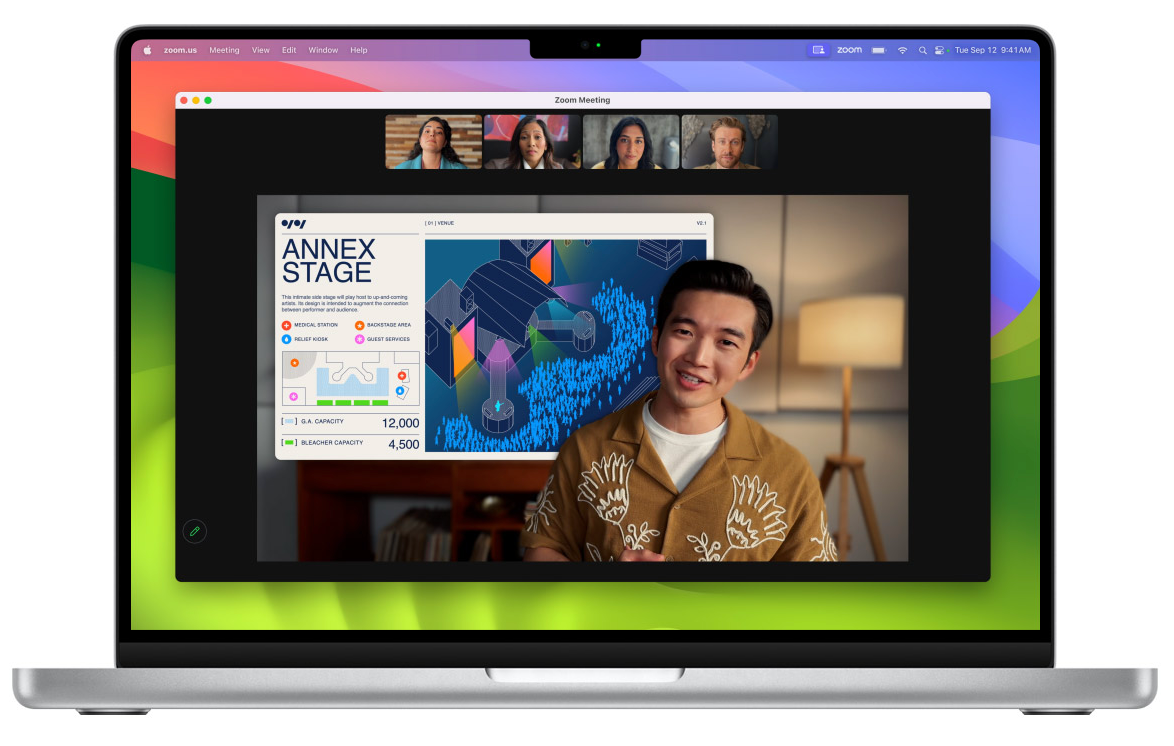 zoom.us Meeting View Edit Window Help
zoom Tue Sep 12 9:41AM
Zoom Meeting
[ 01 ] VENUE
V2.1
ANNEX
STAGE
This intimate side stage will play host to up-and-coming
artists. Its design is intended to augment the connection
between performer and audience.
MEDICAL STATION
BACKSTAGE AREA
RELIEF KIOSK
GUEST SERVICES
G.A. CAPACITY 12,000
BLEACHER CAPACITY 4,500